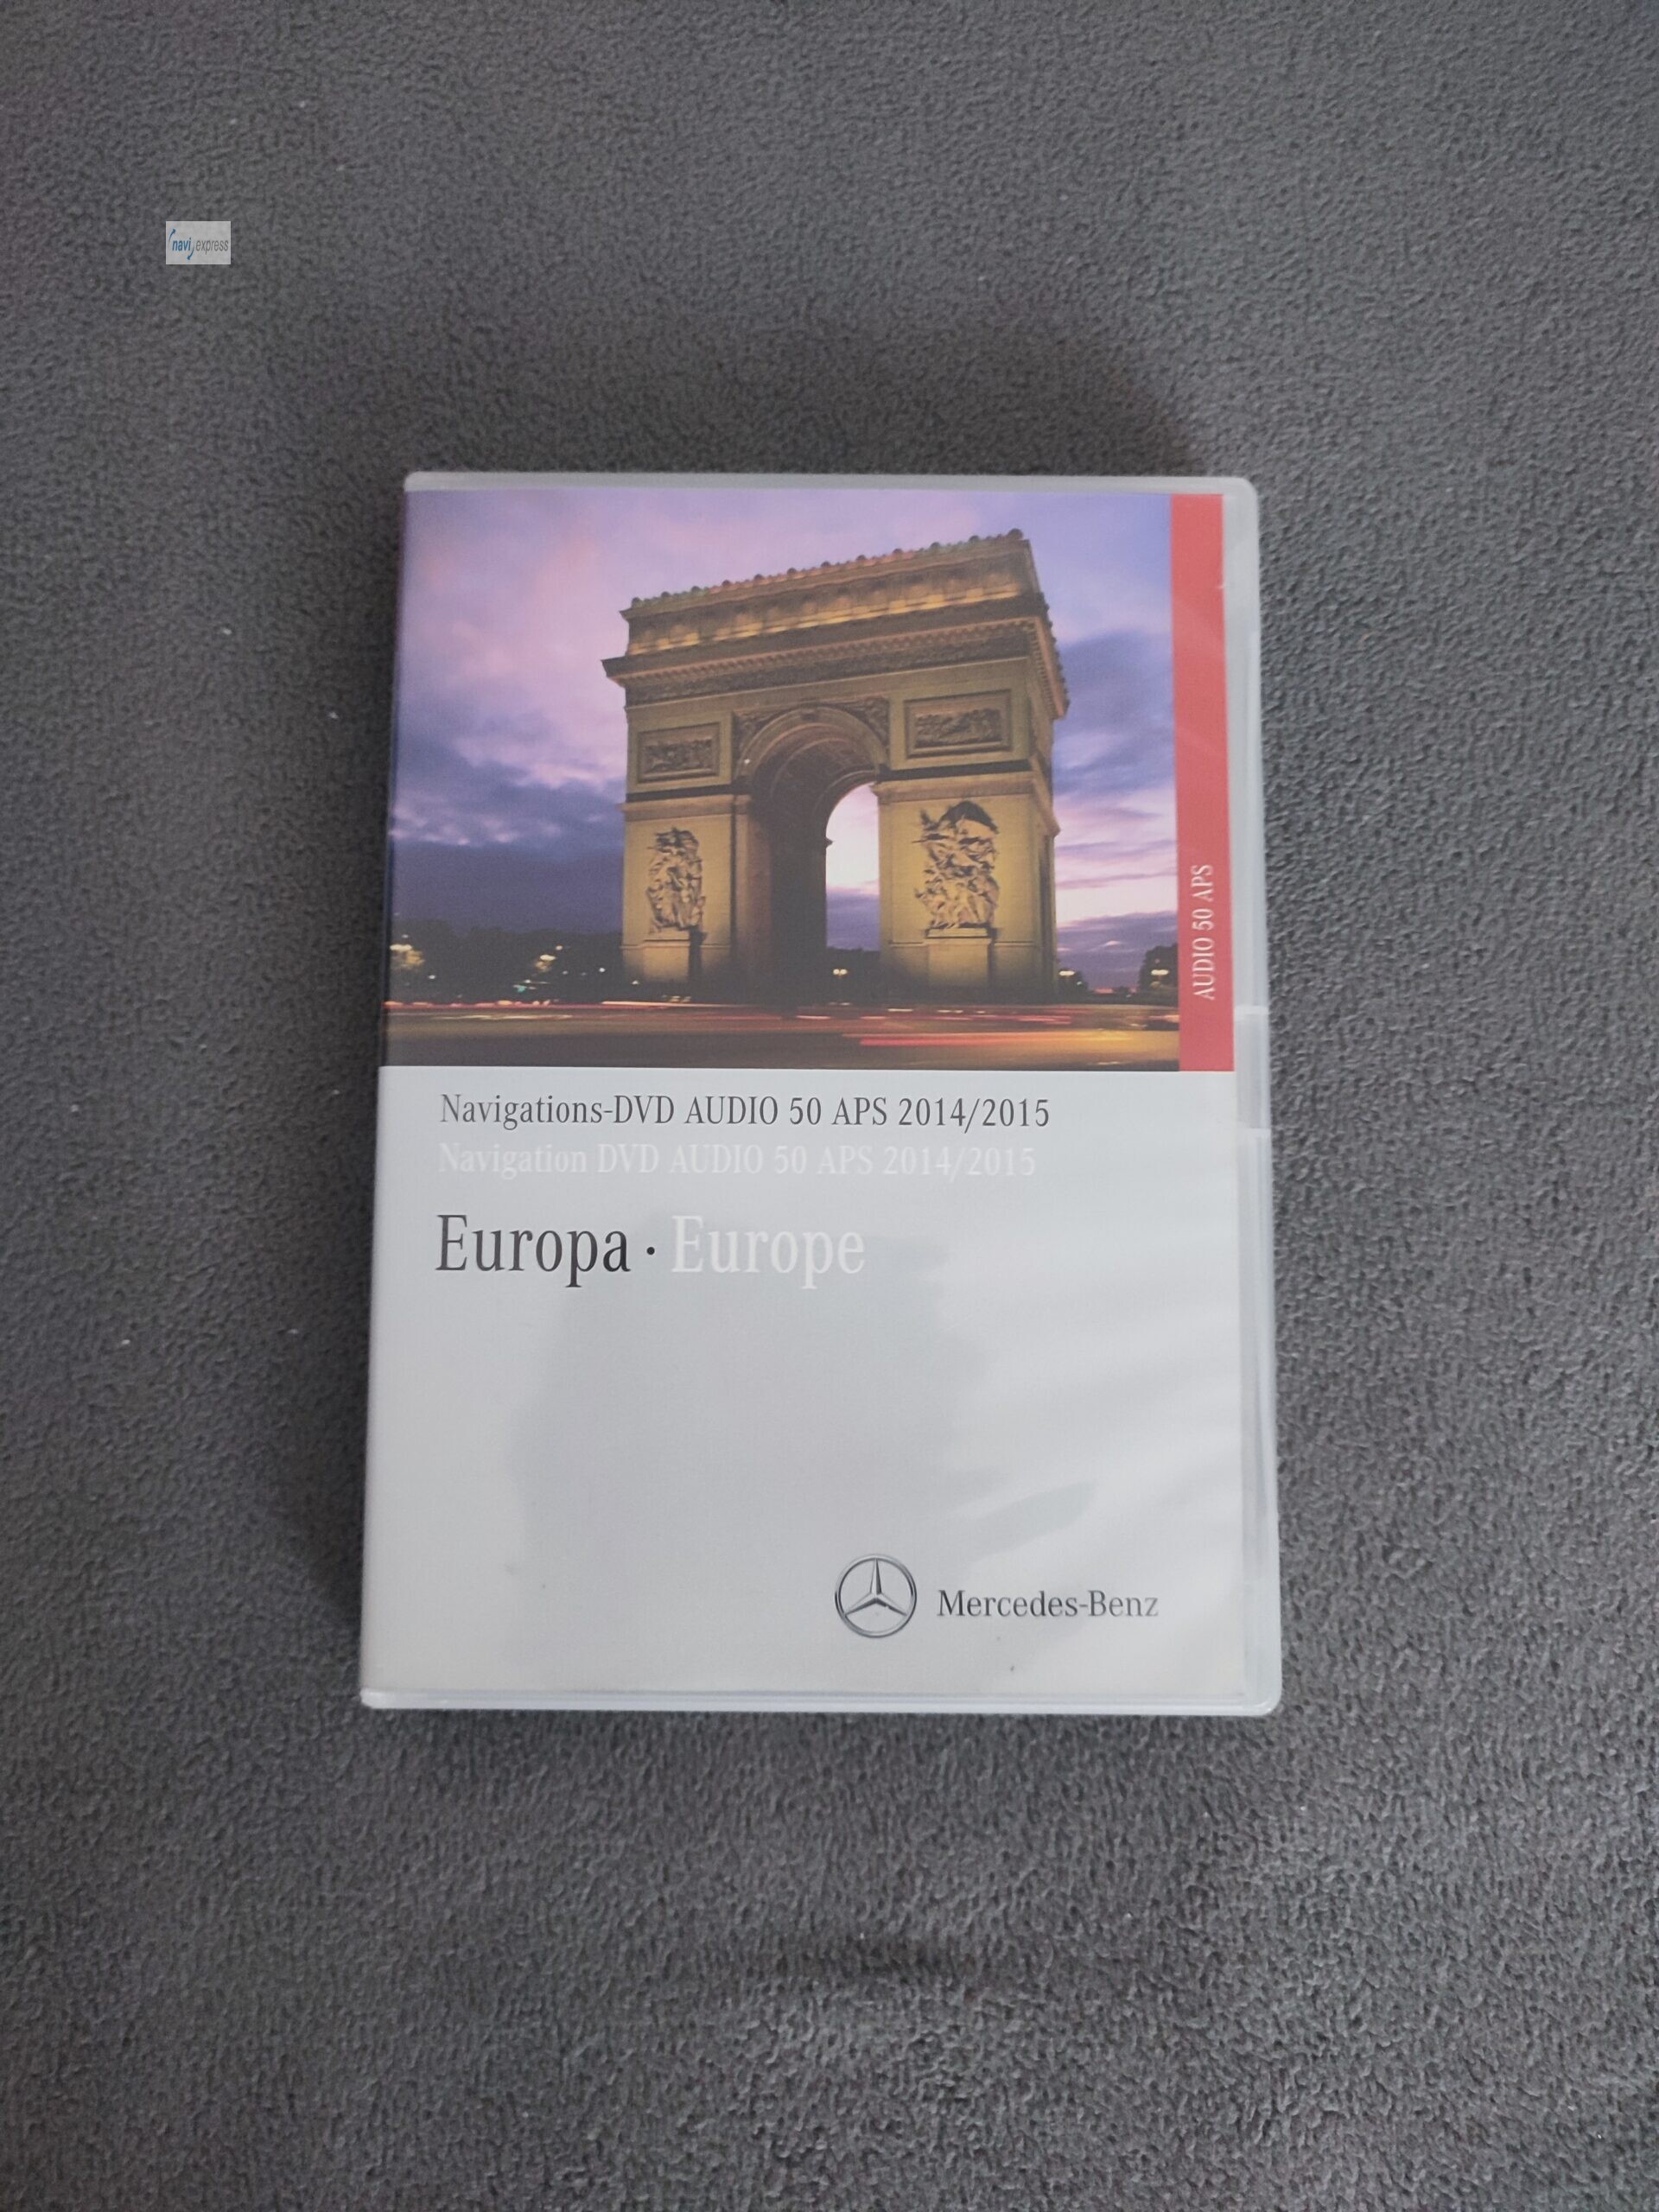 navi express
AUDIO 50 APS
Navigations-DVD AUDIO 50 APS 2014/2015
Navigation DVD AUDIO 50 APS 2014/2015
Europa · Europe
Mercedes-Benz